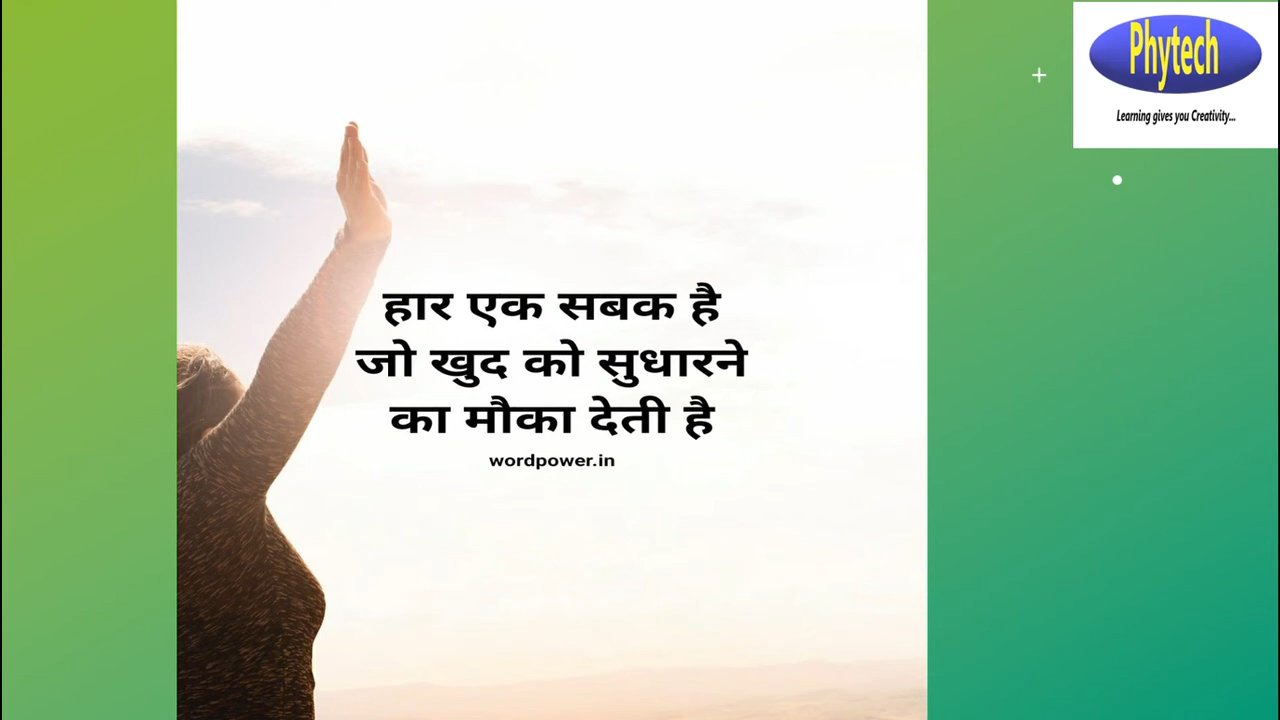 Phytech
Learning gives you Creativity...
हार एक सबक है
जो खुद को सुधारने
का मौका देती है
wordpower.in